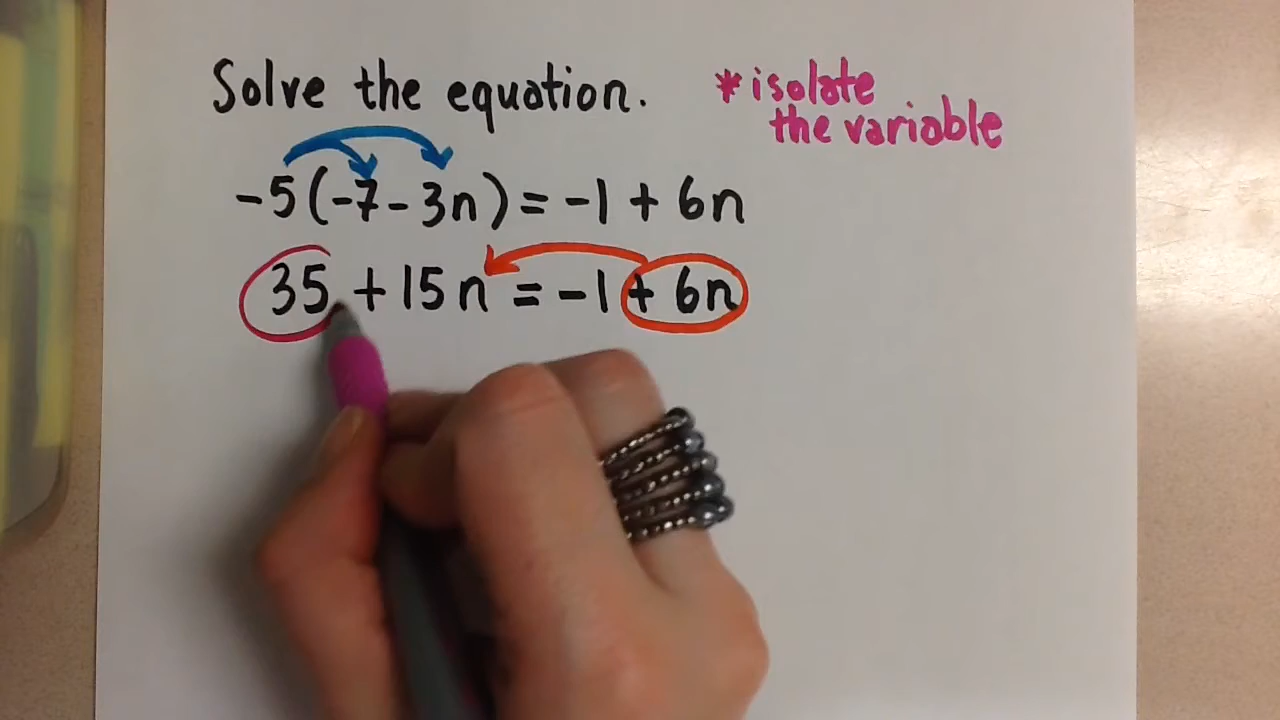 Solve the equation.
* isolate
the variable
-5(-7-3n) = -1 + 6n
35 + 15n = -1 + 6n